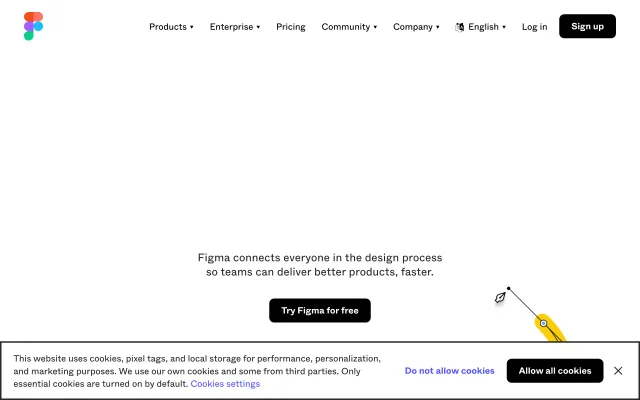 Products
Enterprise
Pricing
Community
Company
English
Log in
Sign up
Figma connects everyone in the design process
so teams can deliver better products, faster.
Try Figma for free
This website uses cookies, pixel tags, and local storage for performance, personalization,
and marketing purposes. We use our own cookies and some from third parties. Only
essential cookies are turned on by default. Cookies settings
Do not allow cookies
Allow all cookies